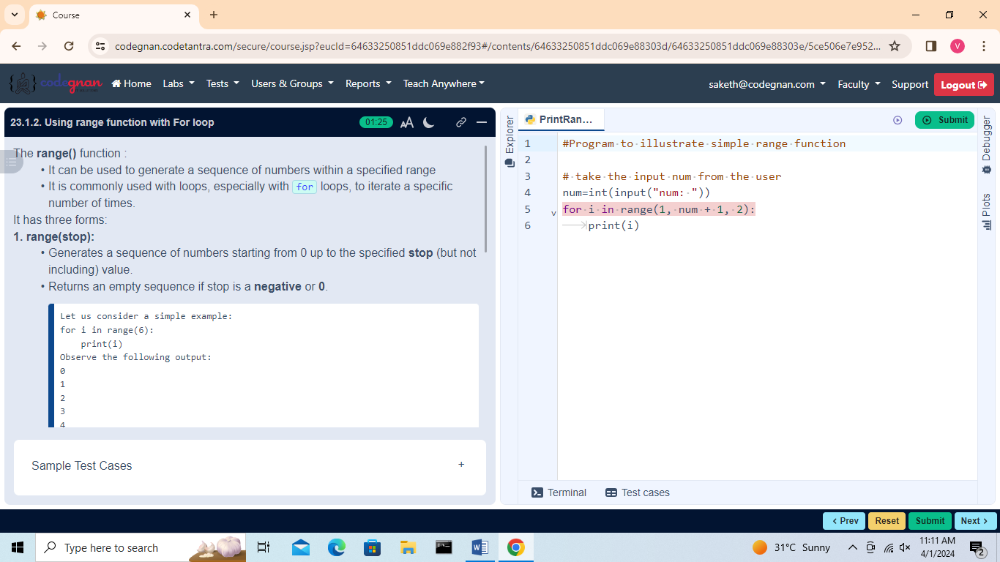 Course
codegnan.codetantra.com/secure/course.jsp?eucId=64633250851ddc069e882f93#/contents/64633250851ddc069e88303d/64633250851ddc069e88303e/5ce506e7e952...
V
codegnan
Home Labs Tests Users & Groups Reports Teach Anywhere
saketh@codegnan.com Faculty Support Logout
23.1.2. Using range function with For loop
01:25 AA
The range() function :
• It can be used to generate a sequence of numbers within a specified range
• It is commonly used with loops, especially with for loops, to iterate a specific
number of times.
It has three forms:
1. range(stop):
• Generates a sequence of numbers starting from 0 up to the specified stop (but not
including) value.
• Returns an empty sequence if stop is a negative or 0.
Let us consider a simple example:
for i in range(6):
    print(i)
Observe the following output:
0
1
2
3
4
Sample Test Cases +
Explorer
PrintRan...
Submit
1 #Program to illustrate simple range function
2
3 # take the input num from the user
4 num=int(input("num: "))
5 for i in range(1, num + 1, 2):
6     print(i)
Debugger
Plots
Terminal Test cases
< Prev Reset Submit Next >
Type here to search
31°C Sunny
11:11 AM
4/1/2024
2